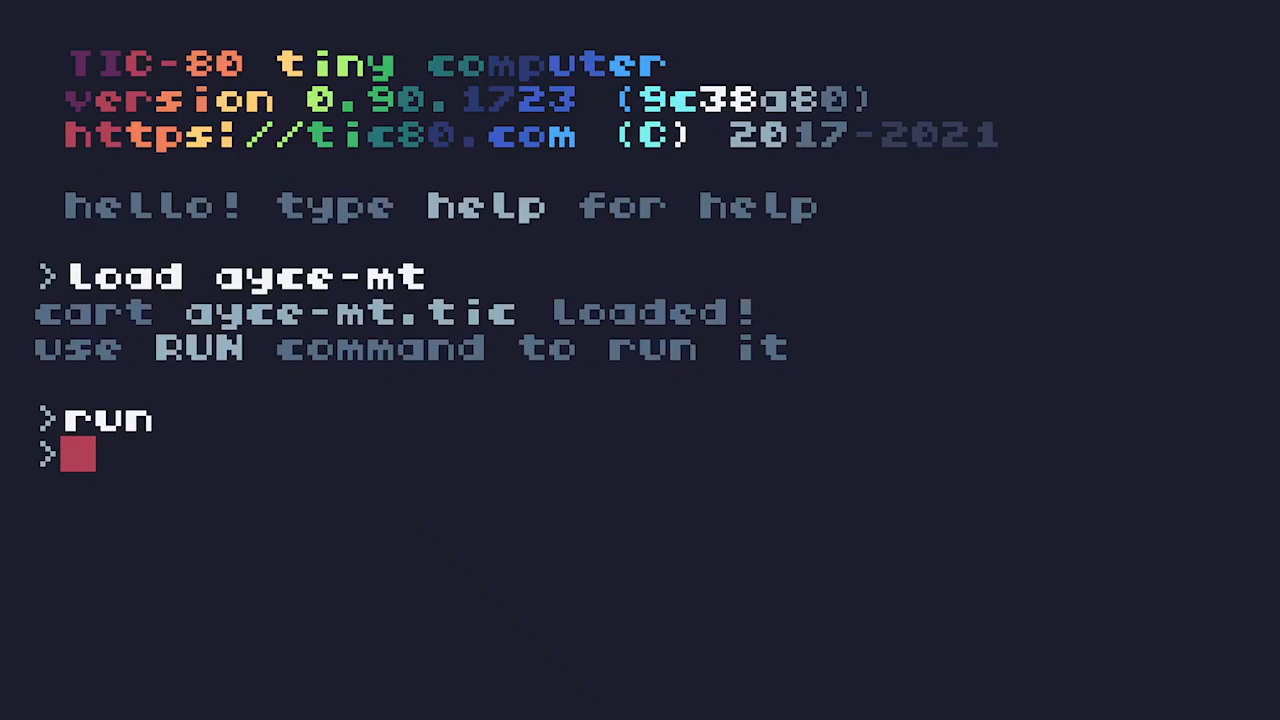 TIC-80 tiny computer
version 0.90.1723 (9c38a80)
https://tic80.com (C) 2017-2021
hello! type help for help
>load ayce-mt
cart ayce-mt.tic loaded!
use RUN command to run it
>run
>